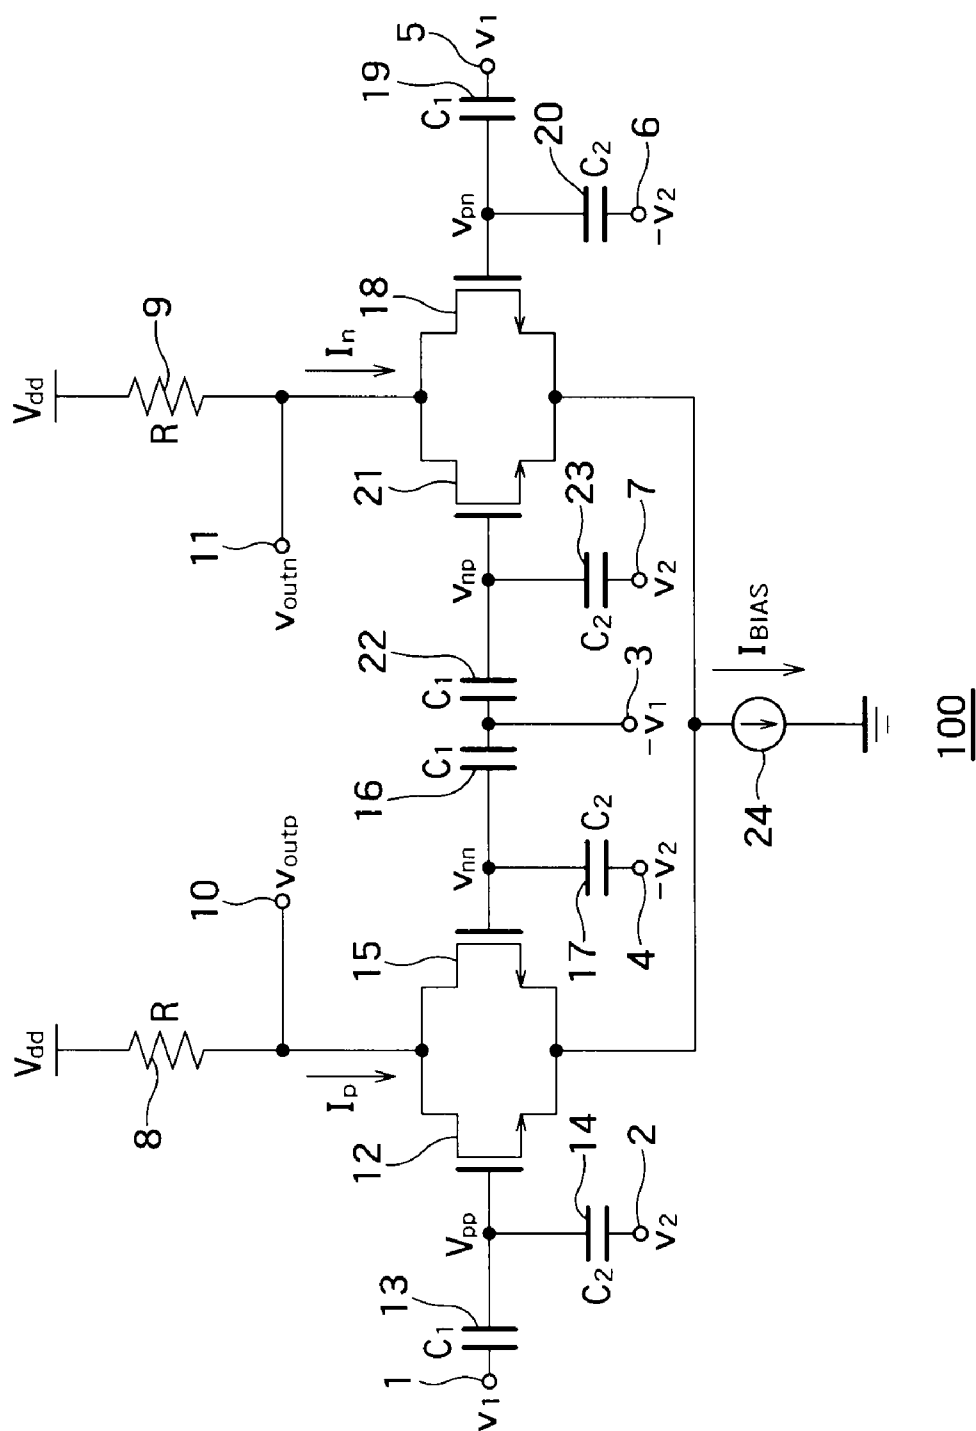 Vdd
Vdd
8
R
R
9
10
voutp
11
voutn
Ip
In
12
15
21
18
1
v1
C1
13
Vpp
vnn
16
C1
C1
22
vnp
vpn
C1
19
5
v1
C2
14
17
C2
C2
23
20
C2
2
v2
4
-v2
3
-v1
7
v2
6
-v2
24
IBIAS
100